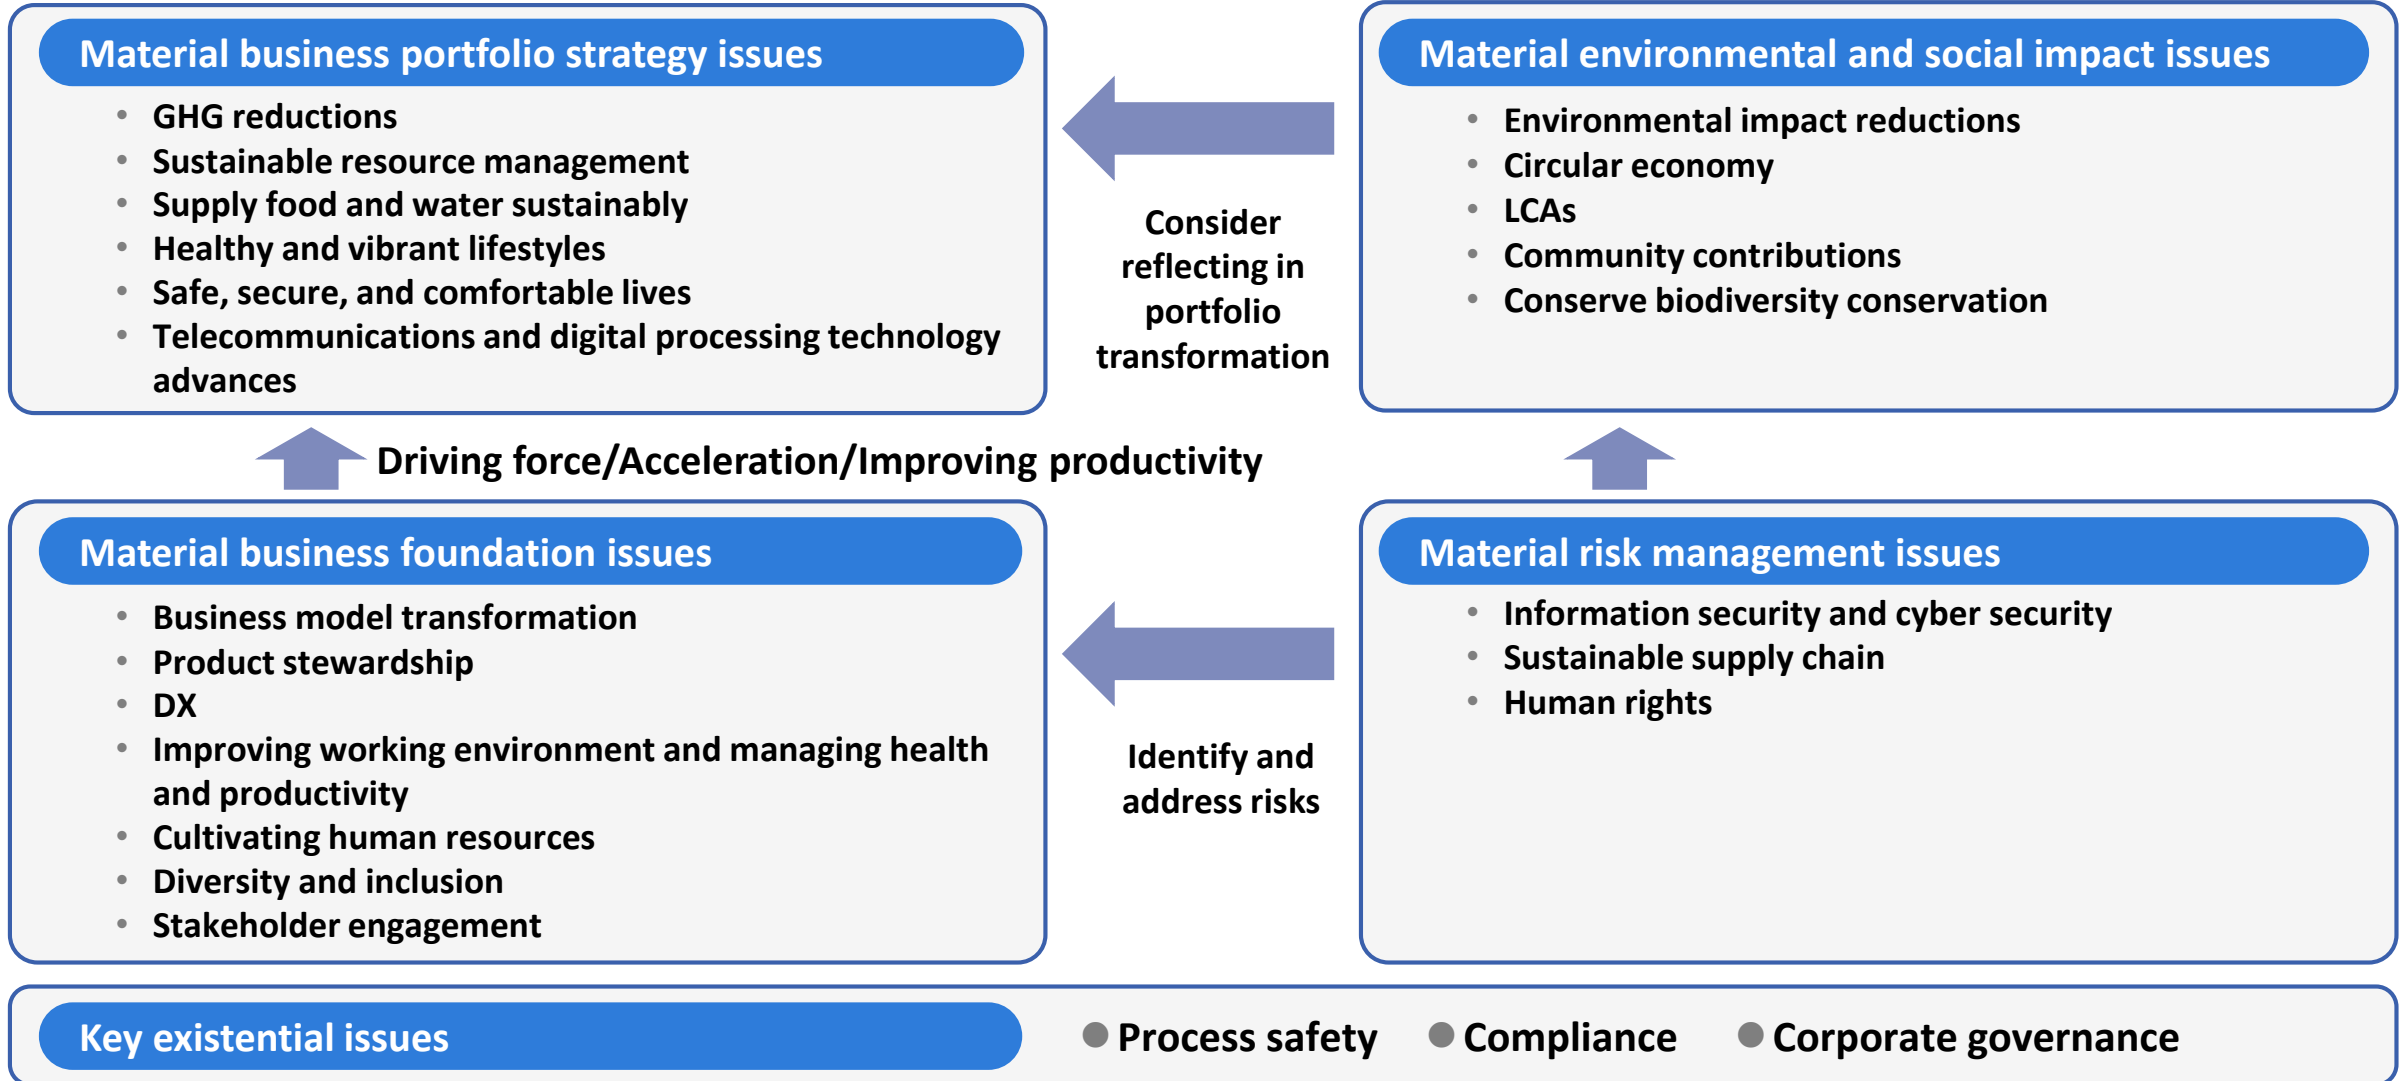 Material business portfolio strategy issues
• GHG reductions
• Sustainable resource management
• Supply food and water sustainably
• Healthy and vibrant lifestyles
• Safe, secure, and comfortable lives
• Telecommunications and digital processing technology
advances
Consider
reflecting in
portfolio
transformation
Material environmental and social impact issues
• Environmental impact reductions
• Circular economy
• LCAs
• Community contributions
• Conserve biodiversity conservation
Driving force/Acceleration/Improving productivity
Material business foundation issues
• Business model transformation
• Product stewardship
• DX
• Improving working environment and managing health
and productivity
• Cultivating human resources
• Diversity and inclusion
• Stakeholder engagement
Identify and
address risks
Material risk management issues
• Information security and cyber security
• Sustainable supply chain
• Human rights
Key existential issues
● Process safety ● Compliance ● Corporate governance